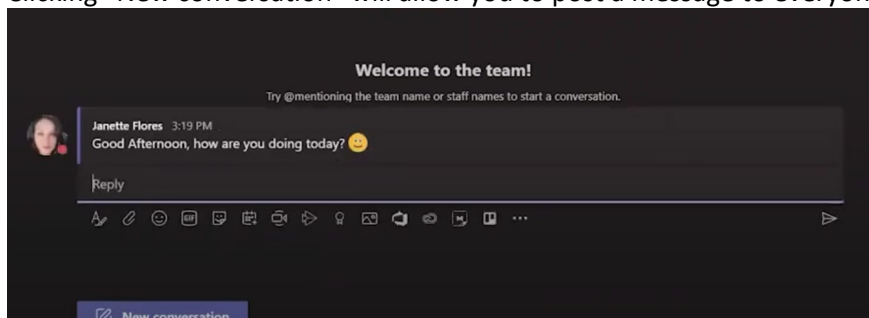 Clicking "New conversation" will allow you to post a message to everyon
Welcome to the team!
Try @mentioning the team name or staff names to start a conversation.
Janette Flores 3:19 PM
Good Afternoon, how are you doing today? 🙂
Reply
GIF
New conversation